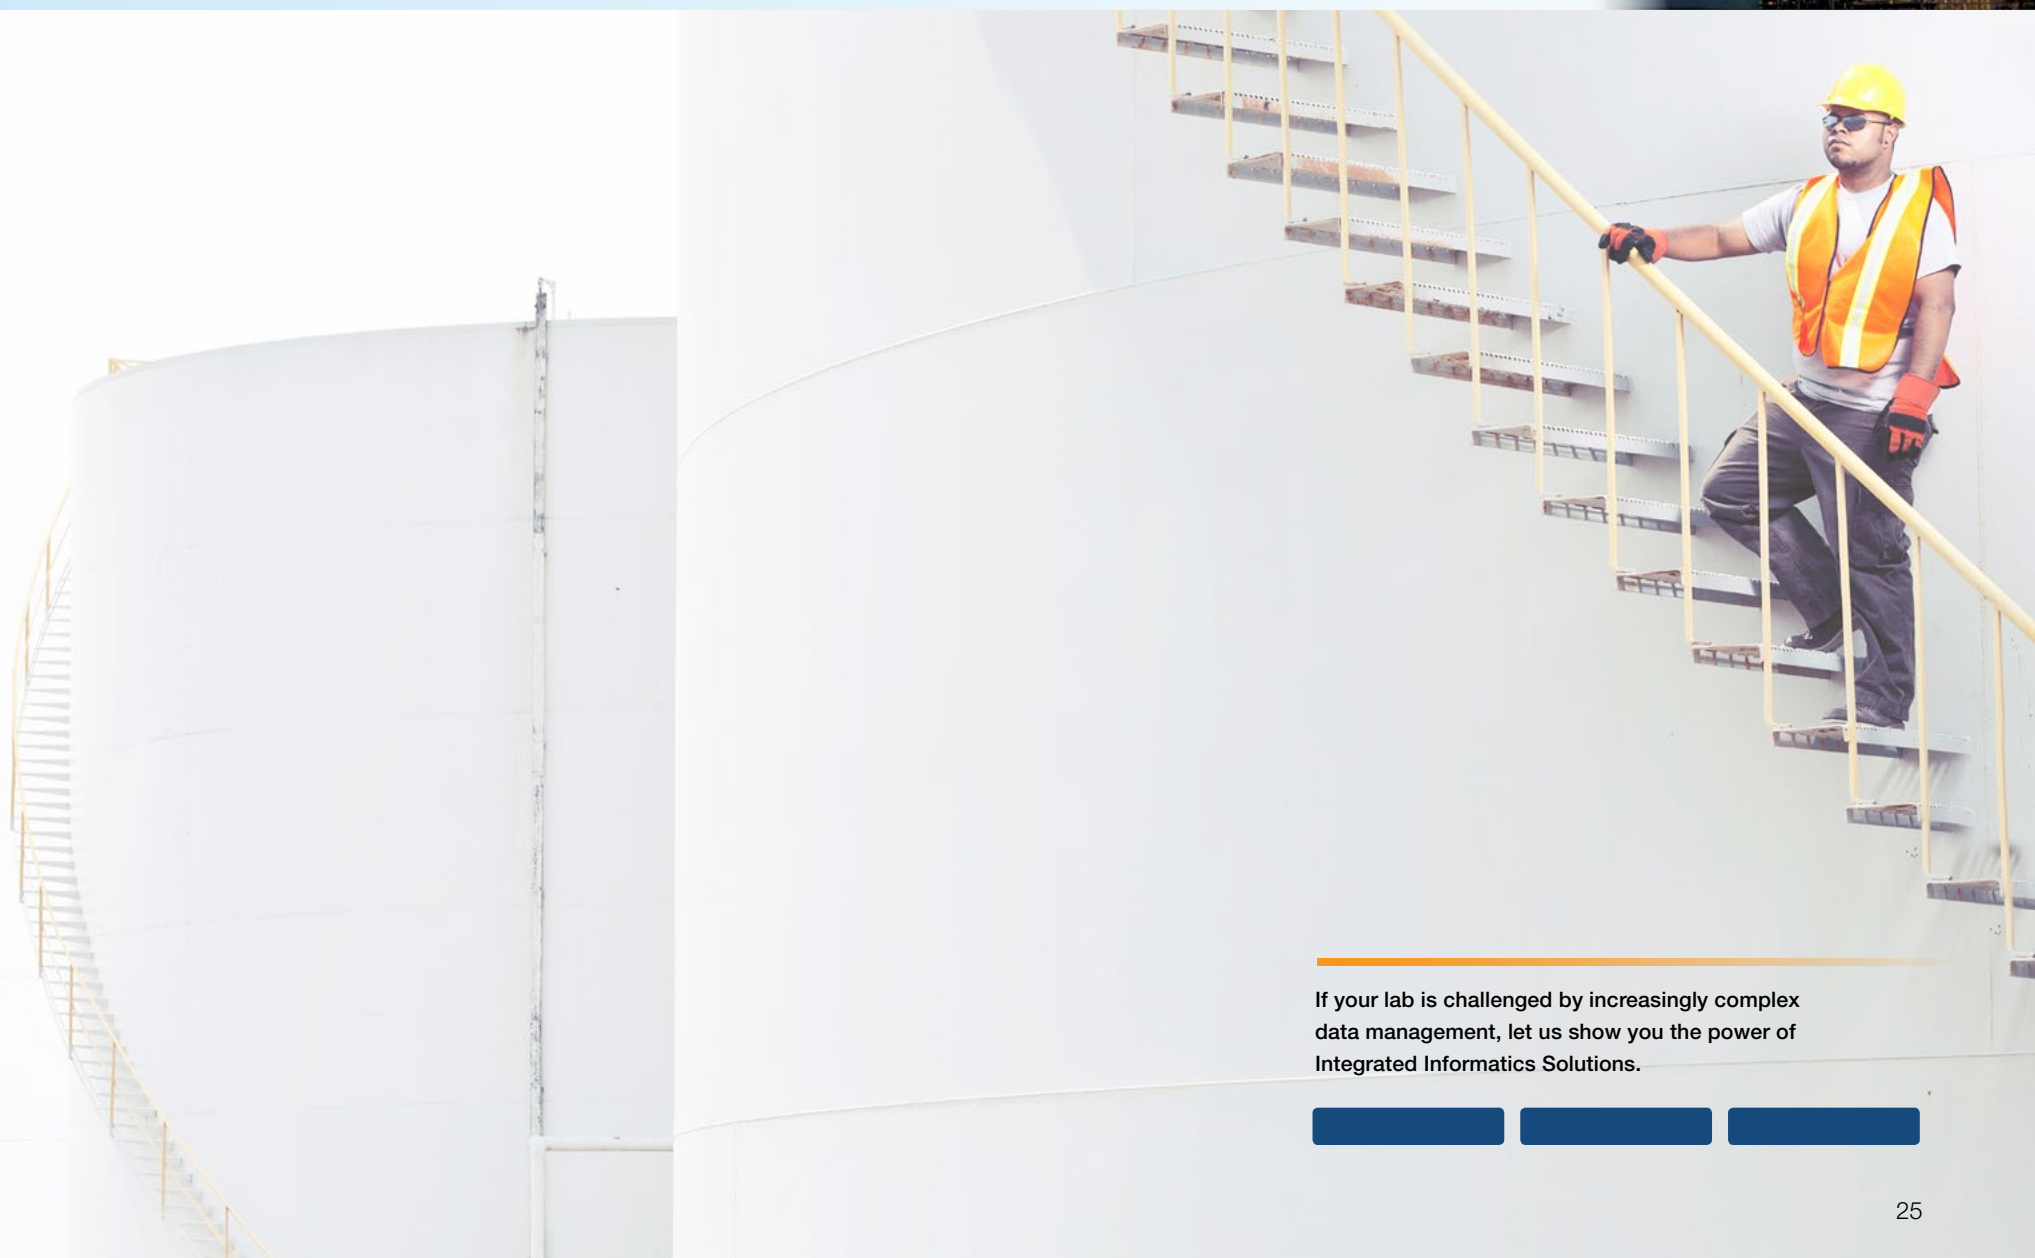 If your lab is challenged by increasingly complex
data management, let us show you the power of
Integrated Informatics Solutions.
25